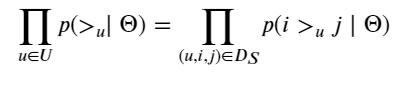 ∏_{u∈U} p(>_u| Θ) = ∏_{(u,i,j)∈D_S} p(i >_u j | Θ)